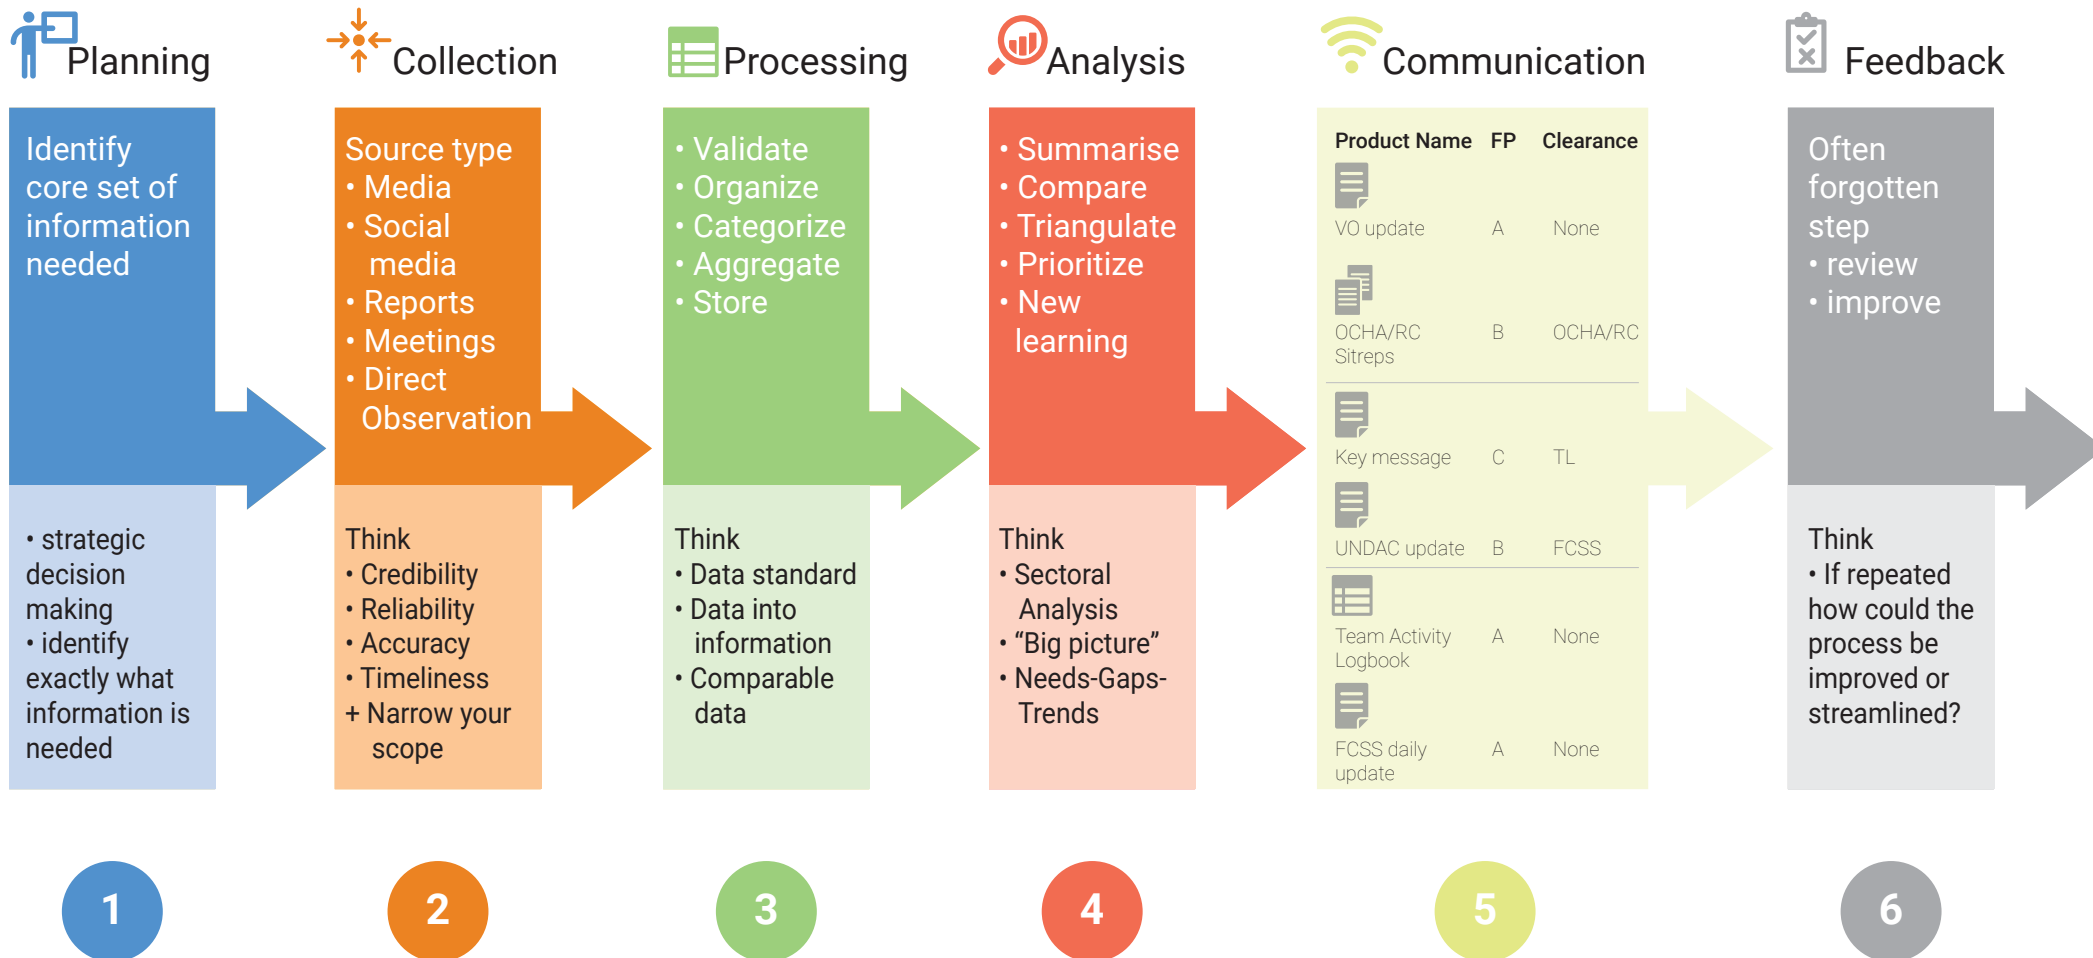 Planning
Identify
core set of
information
needed
• strategic
decision
making
• identify
exactly what
information is
needed
1
Collection
Source type
• Media
• Social
media
• Reports
• Meetings
• Direct
Observation
Think
• Credibility
• Reliability
• Accuracy
• Timeliness
+ Narrow your
scope
2
Processing
• Validate
• Organize
• Categorize
• Aggregate
• Store
Think
• Data standard
• Data into
information
• Comparable
data
3
Analysis
• Summarise
• Compare
• Triangulate
• Prioritize
• New
learning
Think
• Sectoral
Analysis
• “Big picture”
• Needs-Gaps-
Trends
4
Communication
Product Name FP Clearance
VO update A None
OCHA/RC B OCHA/RC
Sitreps
Key message C TL
UNDAC update B FCSS
Team Activity A None
Logbook
FCSS daily A None
update
5
Feedback
Often
forgotten
step
• review
• improve
Think
• If repeated
how could the
process be
improved or
streamlined?
6